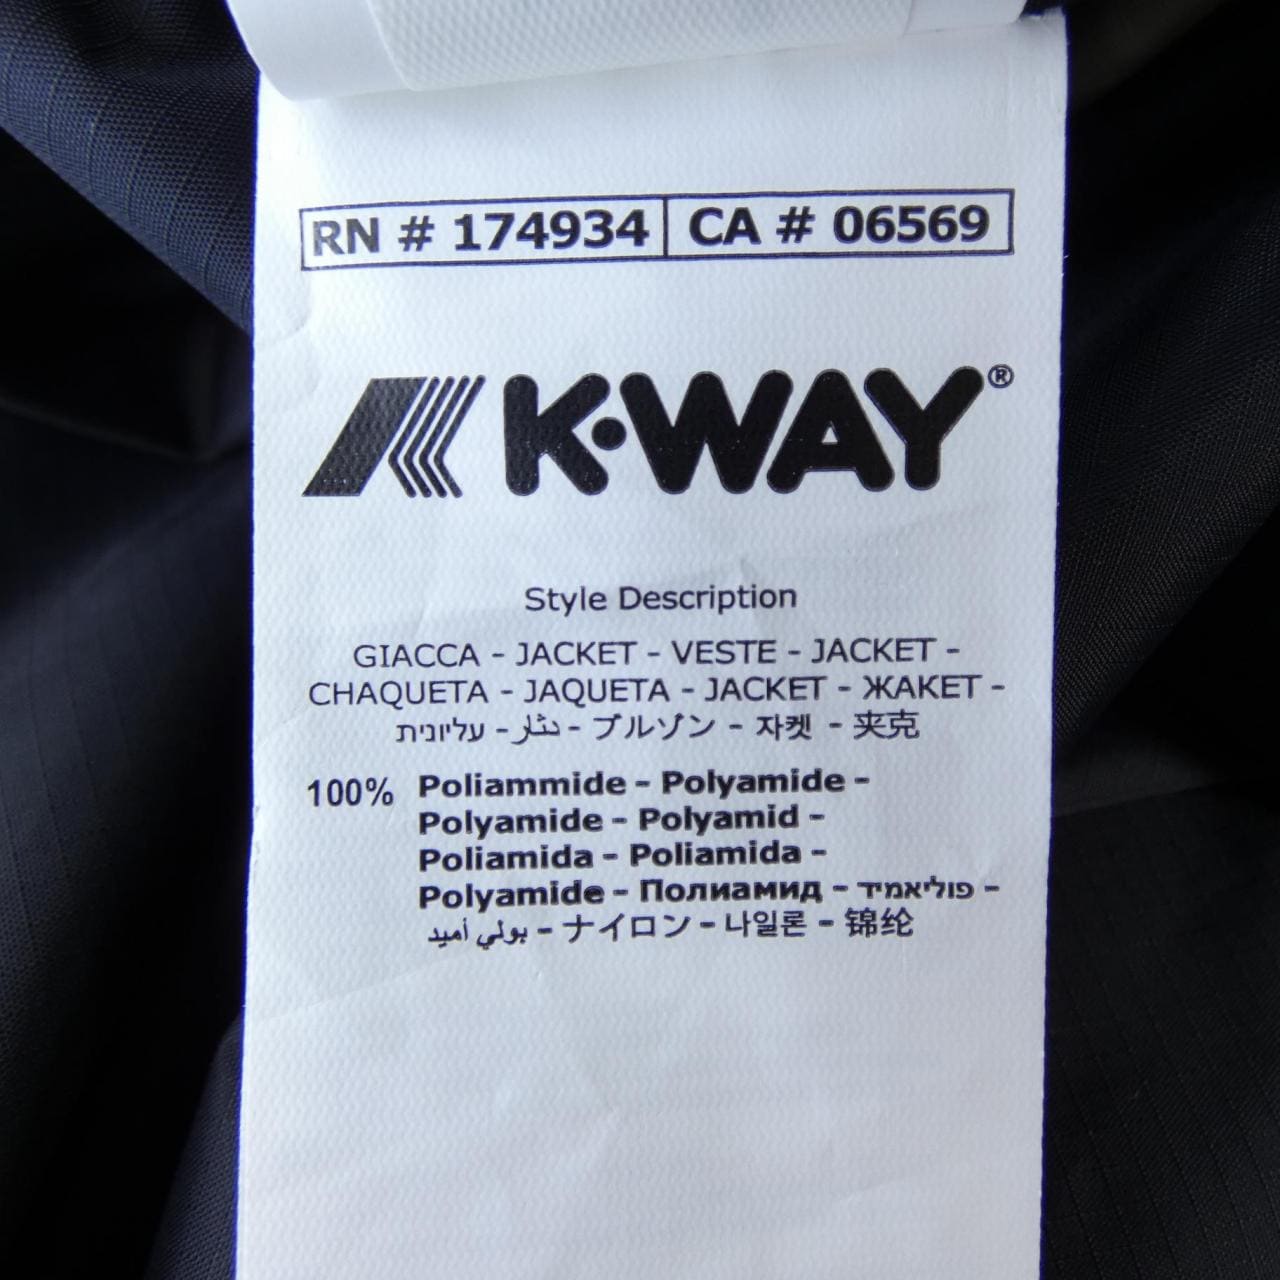 RN # 174934 CA # 06569
K·WAY®
Style Description
GIACCA - JACKET - VESTE - JACKET -
CHAQUETA - JAQUETA - JACKET - ЖАКЕТ -
עליונית - دثار - ブルゾン - 자켓 - 夹克
100% Poliammide - Polyamide -
Polyamide - Polyamid -
Poliamida - Poliamida -
Polyamide - Полиамид - פוליאמיד -
بولي أميد - ナイロン - 나일론 - 锦纶